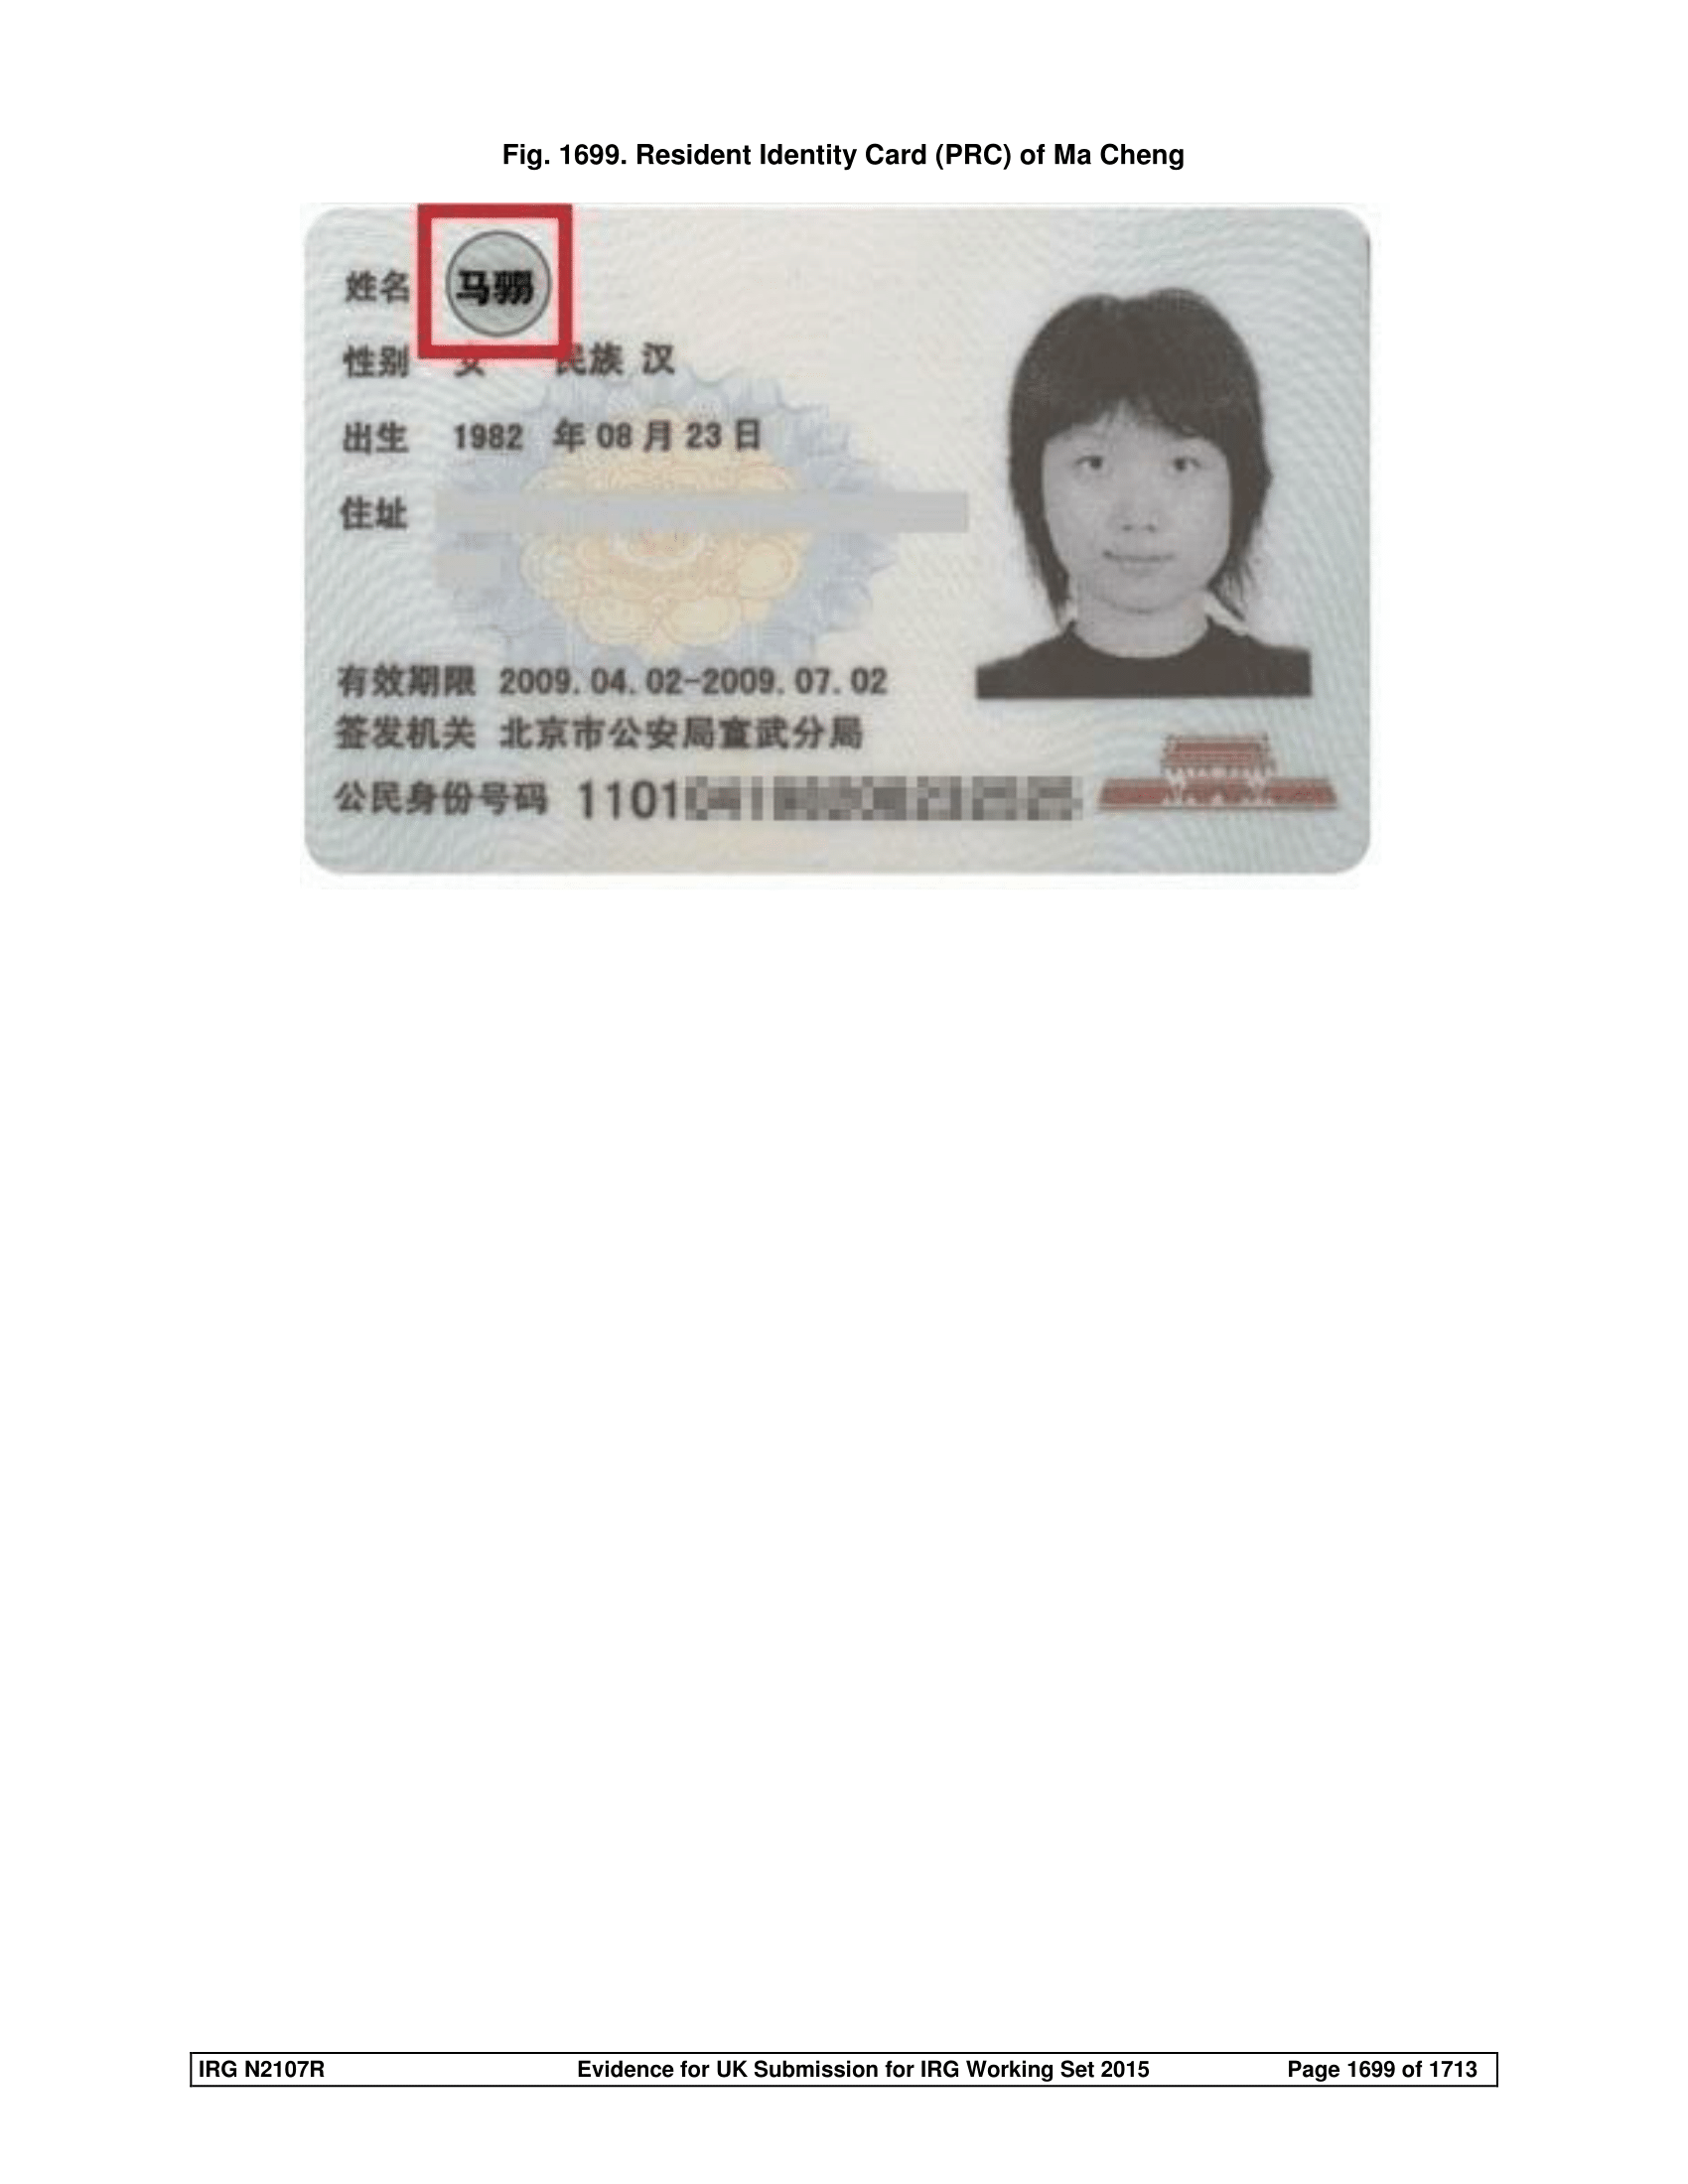 Fig. 1699. Resident Identity Card (PRC) of Ma Cheng
姓名 马
性别 女 民族 汉
出生 1982 年 08 月 23 日
住址
有效期限 2009.04.02-2009.07.02
签发机关 北京市公安局宣武分局
公民身份号码 1101
IRG N2107R Evidence for UK Submission for IRG Working Set 2015 Page 1699 of 1713